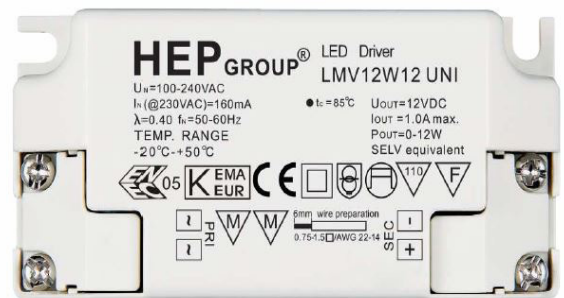 HEP GROUP® LED Driver
LMV12W12 UNI
UN=100-240VAC
IN(@230VAC)=160mA
λ=0.40 fN=50-60Hz
TEMP. RANGE
-20℃-+50℃
● tc = 85℃
UOUT=12VDC
IOUT =1.0A max.
POUT=0-12W
SELV equivalent
ENEC 05
K EMA EUR
CE
110
F
~
~
PRI
M M
6mm wire preparation
0.75-1.5□/AWG 22-14
SEC
-
+